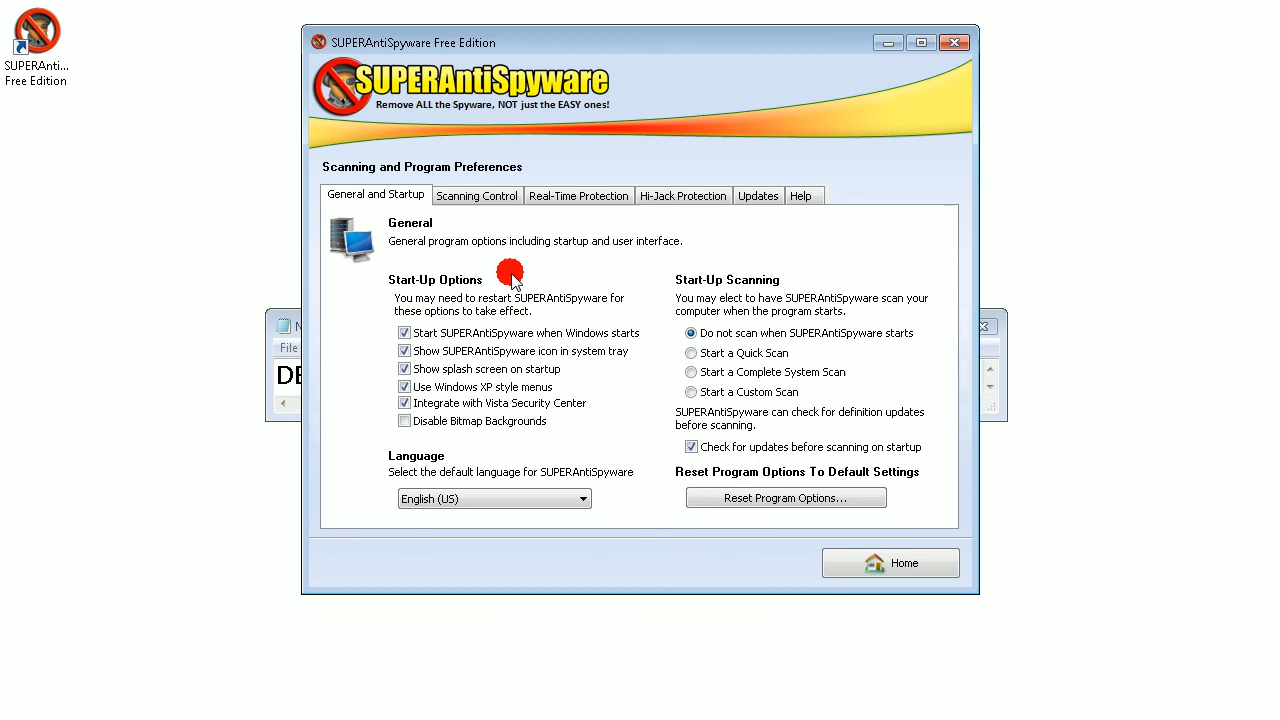 SUPERAnti...
Free Edition
SUPERAntiSpyware Free Edition
SUPERAntiSpyware
Remove ALL the Spyware, NOT just the EASY ones!
Scanning and Program Preferences
General and Startup
Scanning Control
Real-Time Protection
Hi-Jack Protection
Updates
Help
General
General program options including startup and user interface.
Start-Up Options
You may need to restart SUPERAntiSpyware for
these options to take effect.
Start SUPERAntiSpyware when Windows starts
Show SUPERAntiSpyware icon in system tray
Show splash screen on startup
Use Windows XP style menus
Integrate with Vista Security Center
Disable Bitmap Backgrounds
Language
Select the default language for SUPERAntiSpyware
English (US)
Start-Up Scanning
You may elect to have SUPERAntiSpyware scan your
computer when the program starts.
Do not scan when SUPERAntiSpyware starts
Start a Quick Scan
Start a Complete System Scan
Start a Custom Scan
SUPERAntiSpyware can check for definition updates
before scanning.
Check for updates before scanning on startup
Reset Program Options To Default Settings
Reset Program Options...
Home
N
File
DE